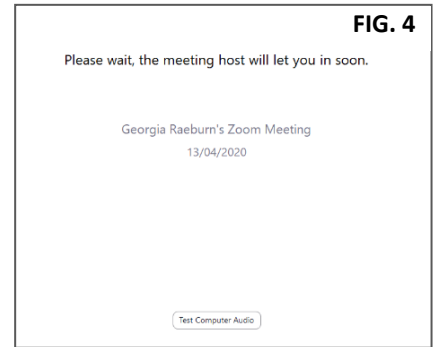 FIG. 4
Please wait, the meeting host will let you in soon.
Georgia Raeburn's Zoom Meeting
13/04/2020
Test Computer Audio